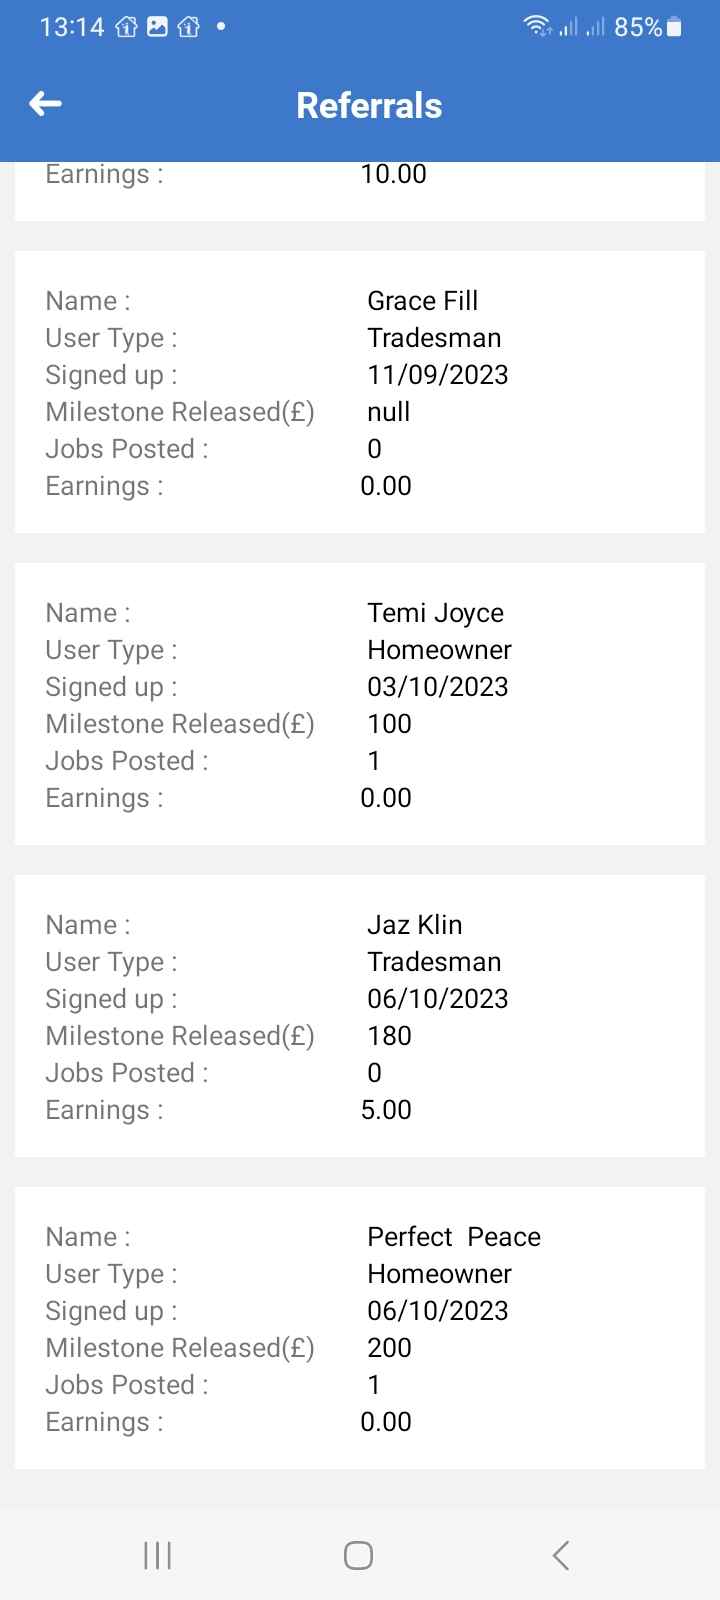 13:14 85%
Referrals
Earnings : 10.00
Name : Grace Fill
User Type : Tradesman
Signed up : 11/09/2023
Milestone Released(£) null
Jobs Posted : 0
Earnings : 0.00
Name : Temi Joyce
User Type : Homeowner
Signed up : 03/10/2023
Milestone Released(£) 100
Jobs Posted : 1
Earnings : 0.00
Name : Jaz Klin
User Type : Tradesman
Signed up : 06/10/2023
Milestone Released(£) 180
Jobs Posted : 0
Earnings : 5.00
Name : Perfect  Peace
User Type : Homeowner
Signed up : 06/10/2023
Milestone Released(£) 200
Jobs Posted : 1
Earnings : 0.00